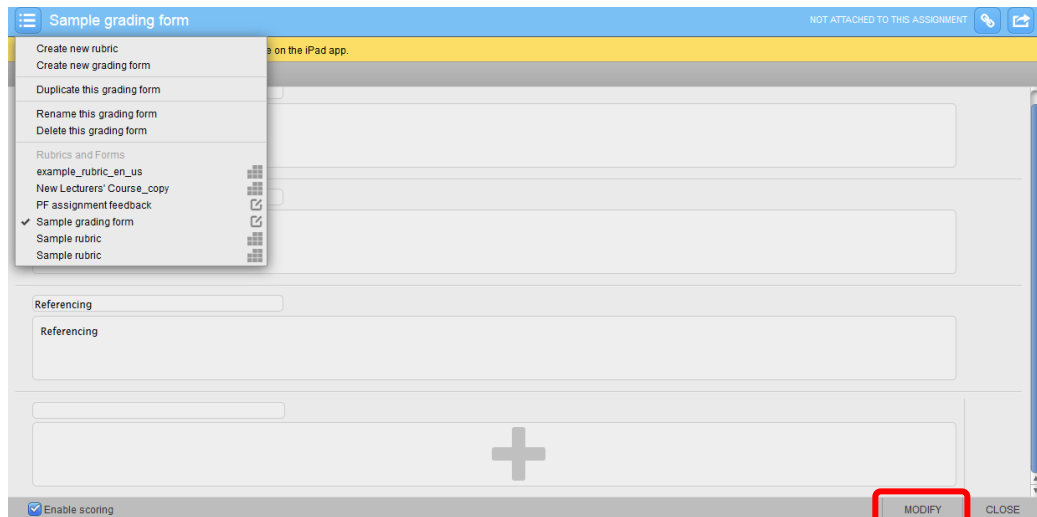 Sample grading form
NOT ATTACHED TO THIS ASSIGNMENT
Create new rubric
Create new grading form
Duplicate this grading form
Rename this grading form
Delete this grading form
Rubrics and Forms
example_rubric_en_us
New Lecturers' Course_copy
PF assignment feedback
Sample grading form
Sample rubric
Sample rubric
on the iPad app.
Referencing
Referencing
Enable scoring
MODIFY
CLOSE